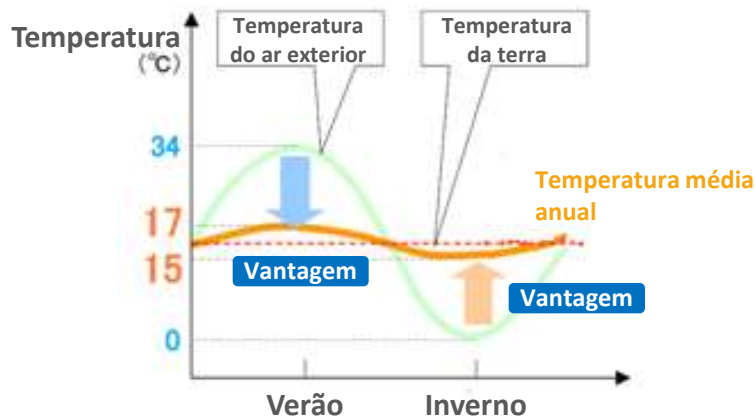 Temperatura
(℃)
Temperatura
do ar exterior
Temperatura
da terra
34
Temperatura média
anual
17
15
Vantagem
Vantagem
0
Verão
Inverno